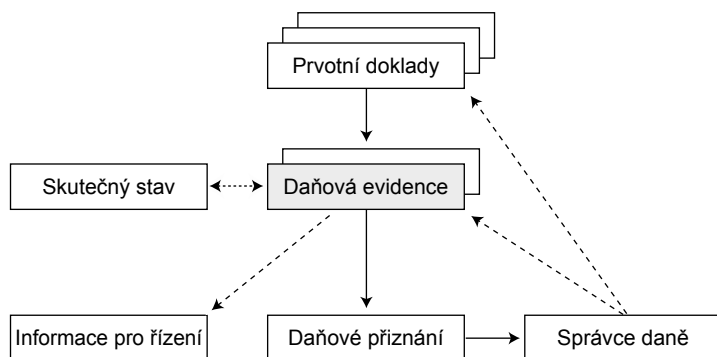 Prvotní doklady
Skutečný stav
Daňová evidence
Informace pro řízení
Daňové přiznání
Správce daně